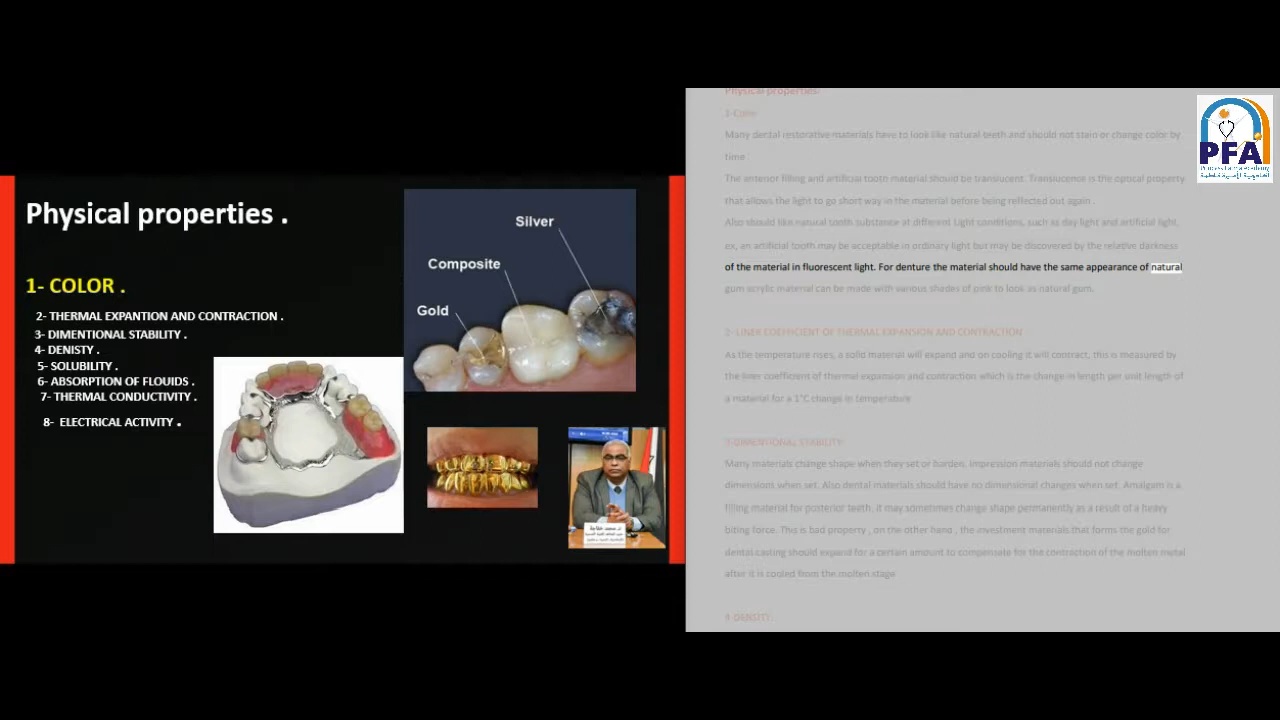 Physical properties .
1- COLOR .
2- THERMAL EXPANTION AND CONTRACTION .
3- DIMENTIONAL STABILITY .
4- DENISTY .
5- SOLUBILITY .
6- ABSORPTION OF FLOUIDS .
7- THERMAL CONDUCTIVITY .
8- ELECTRICAL ACTIVITY .
Silver
Composite
Gold
Physical properties:
1-Color:
Many dental restorative materials have to look like natural teeth and should not stain or change color by
time
The anterior filling and artificial tooth material should be translucent. Translucence is the optical property
that allows the light to go short way in the material before being reflected out again .
Also should like natural tooth substance at different Light conditions, such as day light and artificial light,
ex, an artificial tooth may be acceptable in ordinary light but may be discovered by the relative darkness
of the material in fluorescent light. For denture the material should have the same appearance of natural
gum acrylic material can be made with various shades of pink to look as natural gum.
2- LINER COEFFICIENT OF THERMAL EXPANSION AND CONTRACTION
As the temperature rises, a solid material will expand and on cooling it will contract, this is measured by
the liner coefficient of thermal expansion and contraction which is the change in length per unit length of
a material for a 1°C change in temperature
3-DIMENTIONAL STABILITY:
Many materials change shape when they set or harden. Impression materials should not change
dimensions when set. Also dental materials should have no dimensional changes when set. Amalgam is a
filling material for posterior teeth, it may sometimes change shape permanently as a result of a heavy
biting force. This is bad property , on the other hand , the investment materials that forms the gold for
dental casting should expand for a certain amount to compensate for the contraction of the molten metal
after it is cooled from the molten stage
4-DENSITY:
PFA